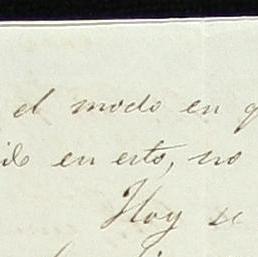 el modo en q
ido en esto, no
Hoy se